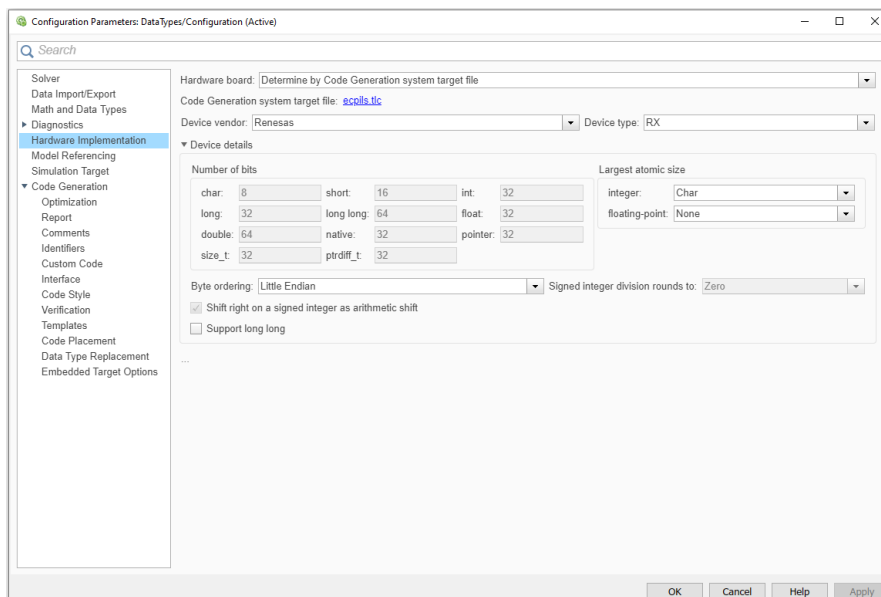 Configuration Parameters: DataTypes/Configuration (Active)
Search
Solver
Data Import/Export
Math and Data Types
Diagnostics
Hardware Implementation
Model Referencing
Simulation Target
Code Generation
Optimization
Report
Comments
Identifiers
Custom Code
Interface
Code Style
Verification
Templates
Code Placement
Data Type Replacement
Embedded Target Options
Hardware board: Determine by Code Generation system target file
Code Generation system target file: ecpils.tlc
Device vendor: Renesas Device type: RX
Device details
Number of bits
char: 8 short: 16 int: 32
long: 32 long long: 64 float: 32
double: 64 native: 32 pointer: 32
size_t: 32 ptrdiff_t: 32
Largest atomic size
integer: Char
floating-point: None
Byte ordering: Little Endian Signed integer division rounds to: Zero
Shift right on a signed integer as arithmetic shift
Support long long
...
OK Cancel Help Apply